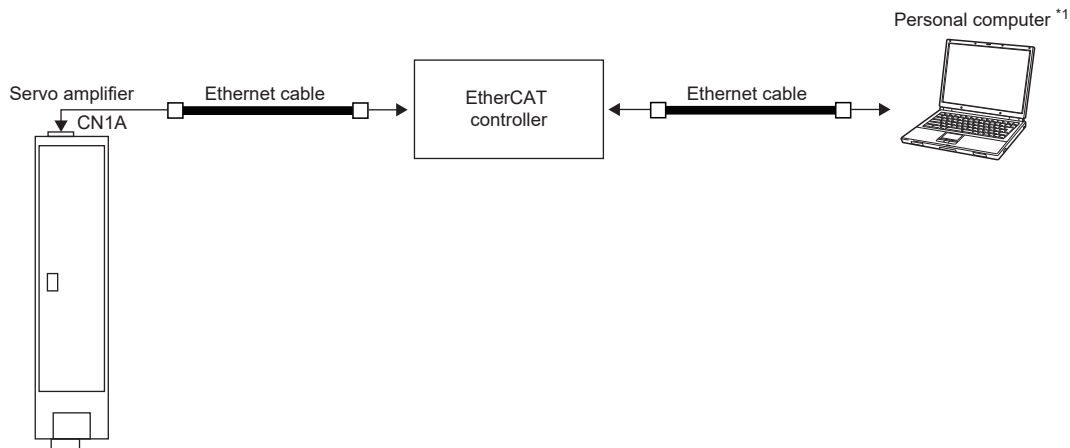 Personal computer *1
Servo amplifier
Ethernet cable
EtherCAT
controller
Ethernet cable
CN1A